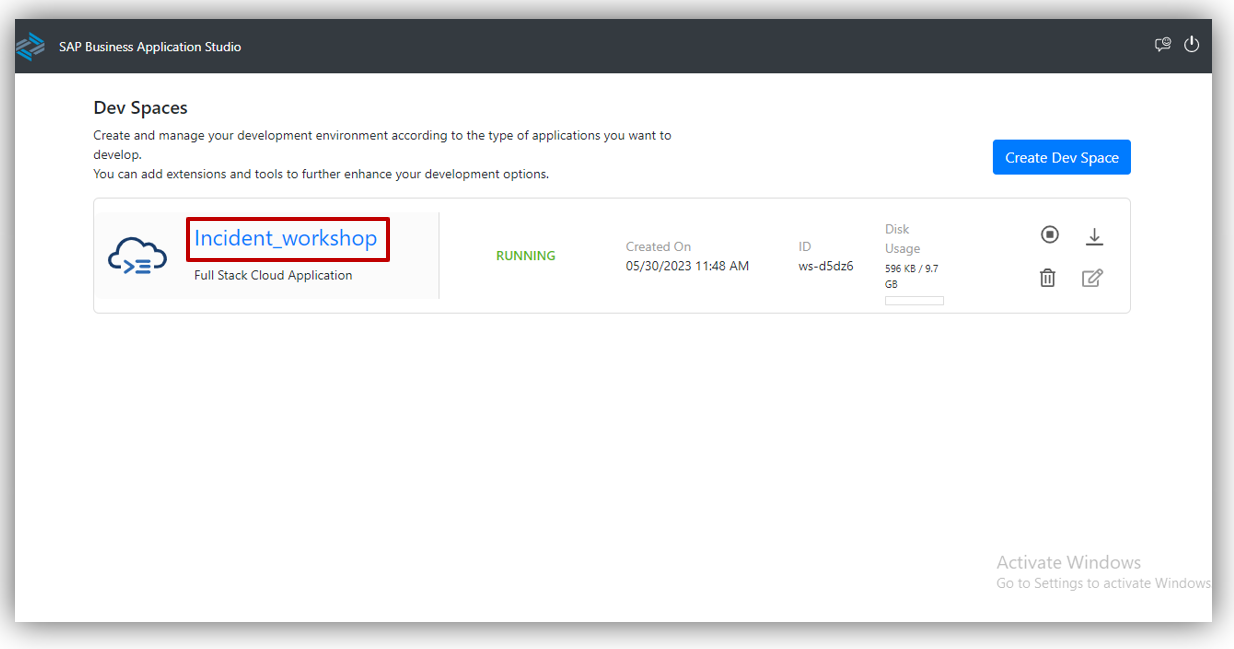 SAP Business Application Studio
Dev Spaces
Create and manage your development environment according to the type of applications you want to
develop.
You can add extensions and tools to further enhance your development options.
Create Dev Space
Incident_workshop
Full Stack Cloud Application
RUNNING
Created On
05/30/2023 11:48 AM
ID
ws-d5dz6
Disk
Usage
596 KB / 9.7
GB
Activate Windows
Go to Settings to activate Windows